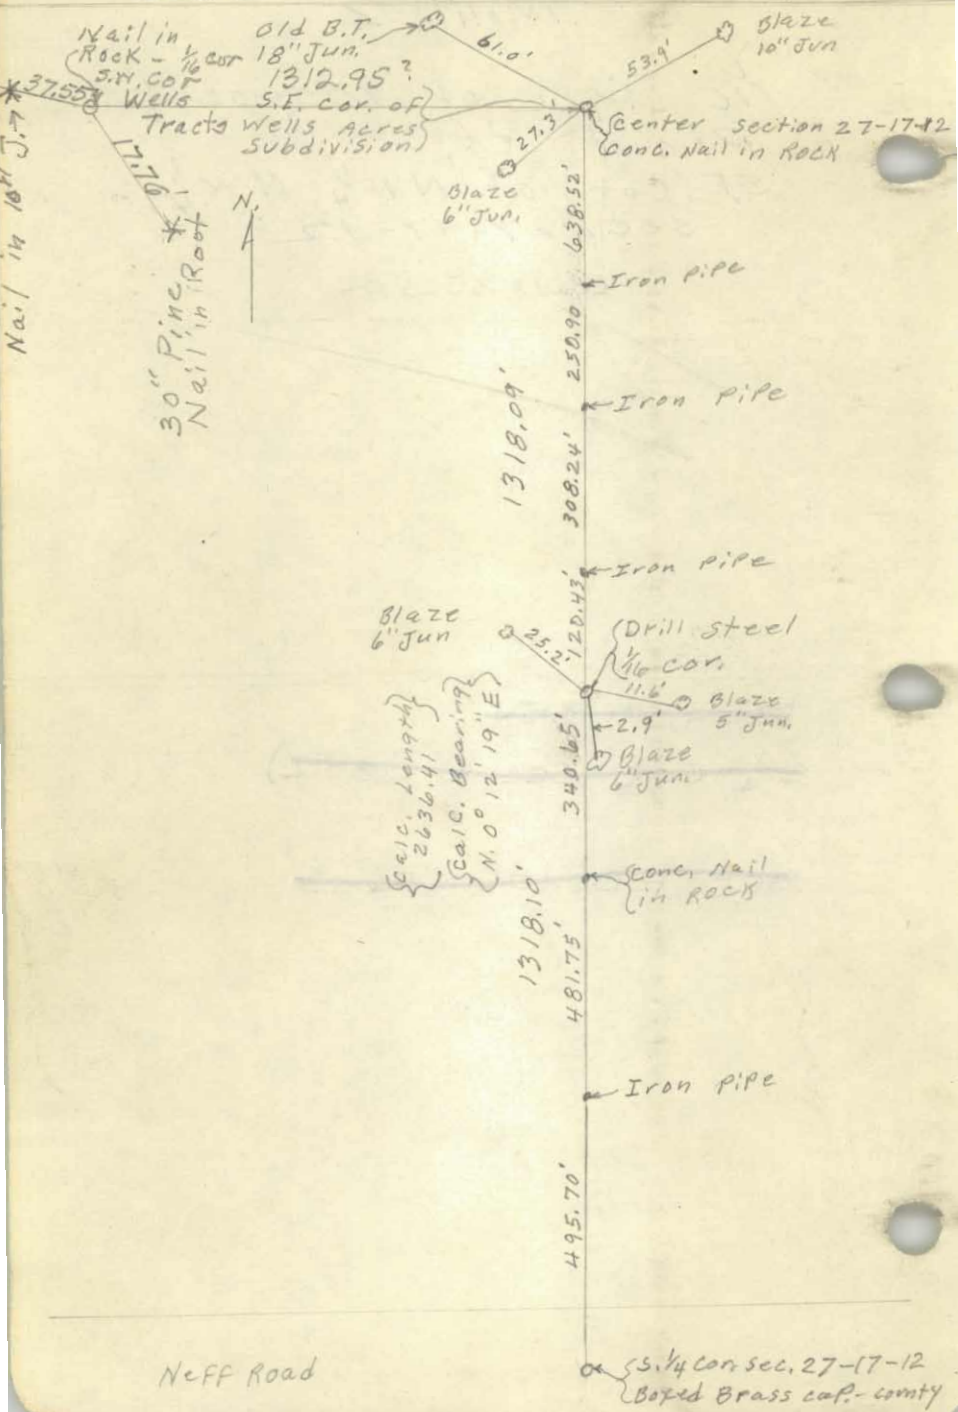 Nail in
Rock - 1/16 cor
S.W. cor
Wells
Tracts
Old B.T.
18" Jun.
1312.95'?
S.E. cor. of
Wells Acres
Subdivision
61.0'
53.9'
Blaze
10" Jun
37.55'
Nail in 10" J.
17.76'
30" Pine
Nail in Root
N.
27.3'
Blaze
6" Jun.
Center section 27-17-12
Conc. Nail in Rock
638.52'
Iron pipe
250.90
Iron pipe
1318.09'
308.24'
Iron pipe
120.43'
Blaze
6" Jun
25.2'
Drill steel
1/16 cor.
11.6'
Blaze
5" Jun.
2.9'
Blaze
6" Jun.
Calc. Length
2636.41
Calc. Bearing
N. 0° 12' 19" E
340.65'
Conc. Nail
in Rock
1318.10'
481.75'
Iron pipe
495.70'
Neff Road
S. 1/4 Cor. Sec. 27-17-12
Boxed Brass cap.- county